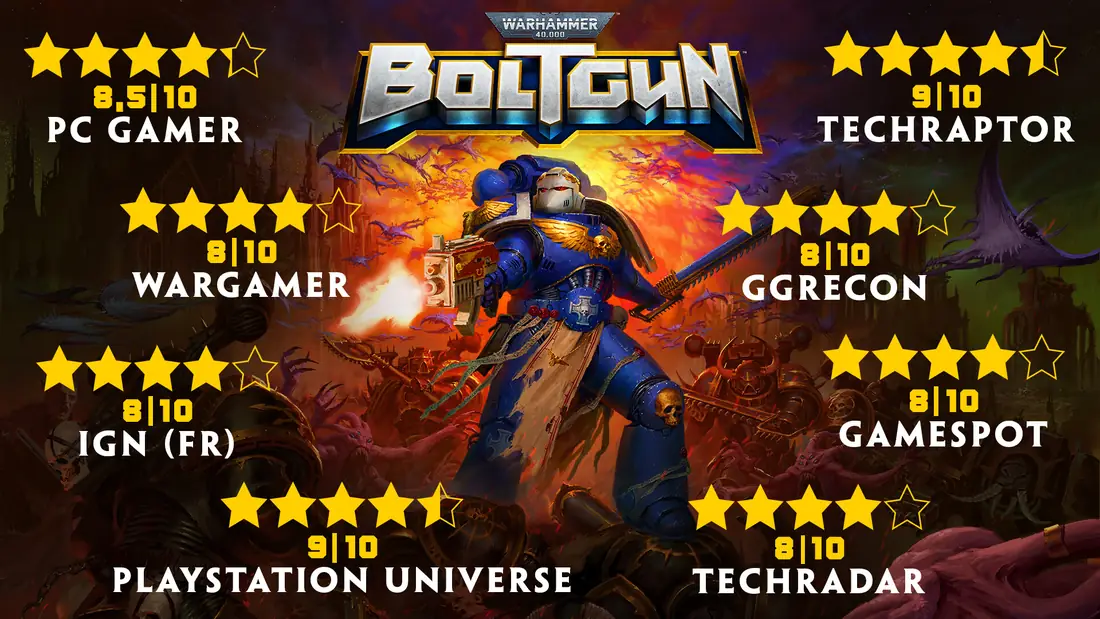 WARHAMMER
40,000
BOLTGUN
8,5|10
PC GAMER
9|10
TECHRAPTOR
8|10
WARGAMER
8|10
GGRECON
8|10
IGN (FR)
8|10
GAMESPOT
9|10
PLAYSTATION UNIVERSE
8|10
TECHRADAR